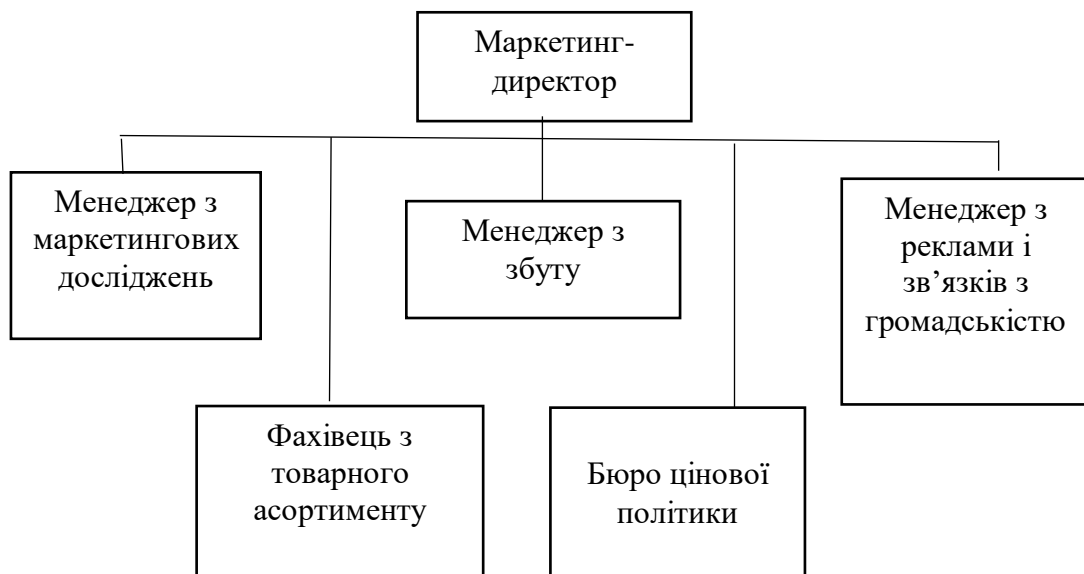 Маркетинг-
директор
Менеджер з
маркетингових
досліджень
Менеджер з
збуту
Менеджер з
реклами і
зв’язків з
громадськістю
Фахівець з
товарного
асортименту
Бюро цінової
політики